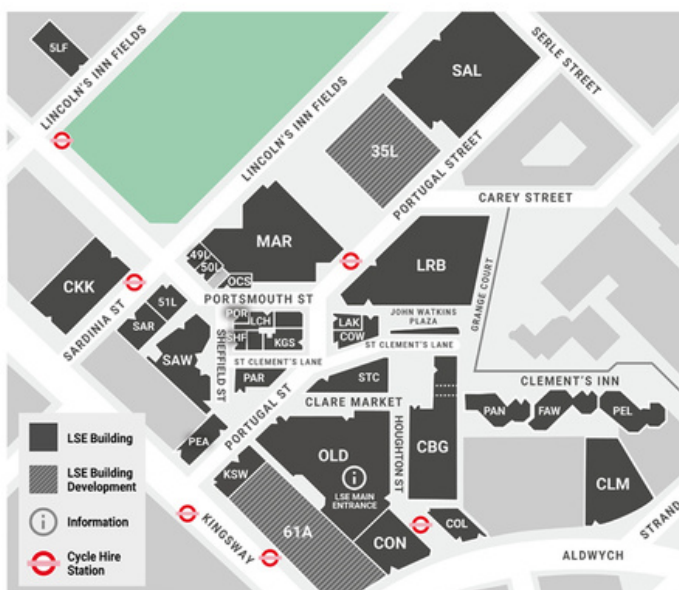 5LF
LINCOLN'S INN FIELDS
LINCOLN'S INN FIELDS
SAL
SERLE STREET
35L
PORTUGAL STREET
CAREY STREET
MAR
49L
50L
OCS
LRB
GRANGE COURT
CKK
SARDINIA ST
51L
SAR
PORTSMOUTH ST
POR
LCH
SHF
KGS
LAK
COW
JOHN WATKINS
PLAZA
ST CLEMENT'S LANE
SAW
SHEFFIELD ST
ST CLEMENT'S LANE
PAR
STC
CLEMENT'S INN
PORTUGAL ST
CLARE MARKET
HOUGHTON ST
PAN
FAW
PEL
PEA
OLD
CBG
KSW
LSE MAIN
ENTRANCE
CLM
STRAND
KINGSWAY
61A
CON
COL
ALDWYCH
LSE Building
LSE Building
Development
Information
Cycle Hire
Station